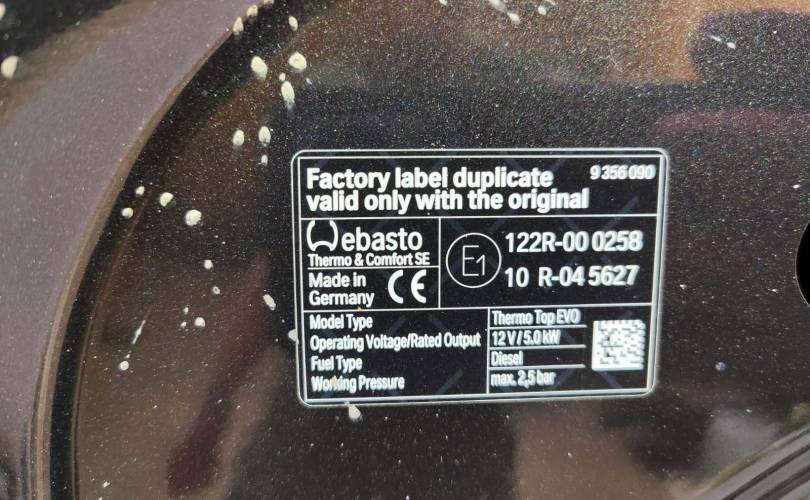 Factory label duplicate 9 356 090
valid only with the original
Webasto
Thermo & Comfort SE
Made in
Germany
CE
E1
122R-00 0258
10 R-04 5627
Model Type Thermo Top EVO
Operating Voltage/Rated Output 12 V / 5.0 kW
Fuel Type Diesel
Working Pressure max. 2,5 bar